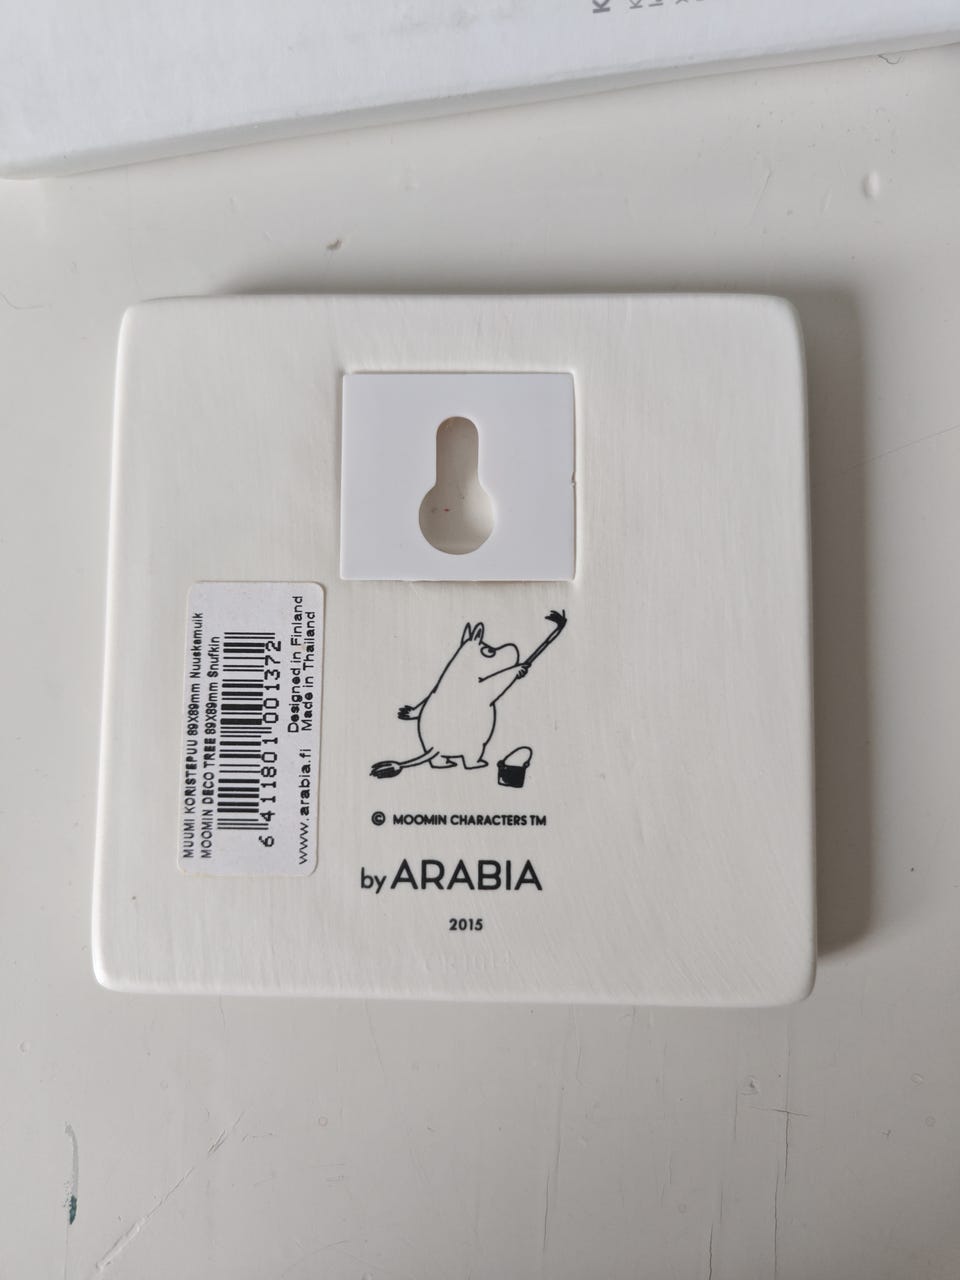 MUUMI KORISTEPUU 89X89mm Nuuskamuik
MOOMIN DECO TREE 89X89mm Snufkin
6 411801 001372
www.arabia.fi
Designed in Finland
Made in Thailand
© MOOMIN CHARACTERS TM
by ARABIA
2015